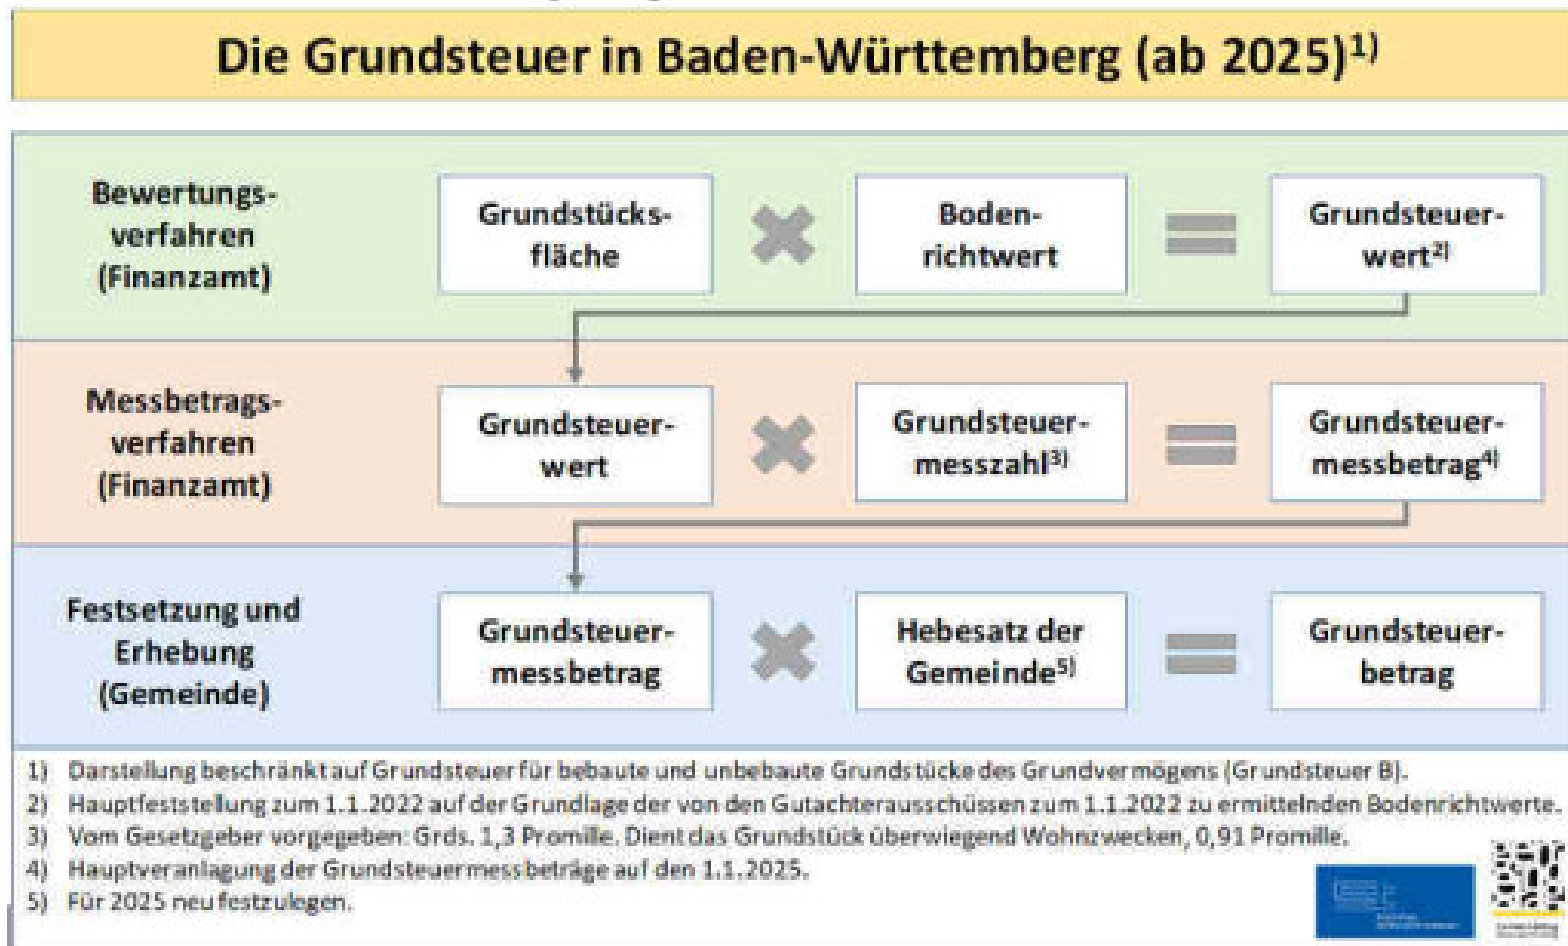 Die Grundsteuer in Baden-Württemberg (ab 2025)1)
Bewertungs-
verfahren
(Finanzamt)
Grundstücks-
fläche
Boden-
richtwert
Grundsteuer-
wert2)
Messbetrags-
verfahren
(Finanzamt)
Grundsteuer-
wert
Grundsteuer-
messzahl3)
Grundsteuer-
messbetrag4)
Festsetzung und
Erhebung
(Gemeinde)
Grundsteuer-
messbetrag
Hebesatz der
Gemeinde5)
Grundsteuer-
betrag
1) Darstellung beschränkt auf Grundsteuer für bebaute und unbebaute Grundstücke des Grundvermögens (Grundsteuer B).
2) Hauptfeststellung zum 1.1.2022 auf der Grundlage der von den Gutachterausschüssen zum 1.1.2022 zu ermittelnden Bodenrichtwerte.
3) Vom Gesetzgeber vorgegeben: Grds. 1,3 Promille. Dient das Grundstück überwiegend Wohnzwecken, 0,91 Promille.
4) Hauptveranlagung der Grundsteuermessbeträge auf den 1.1.2025.
5) Für 2025 neu festzulegen.